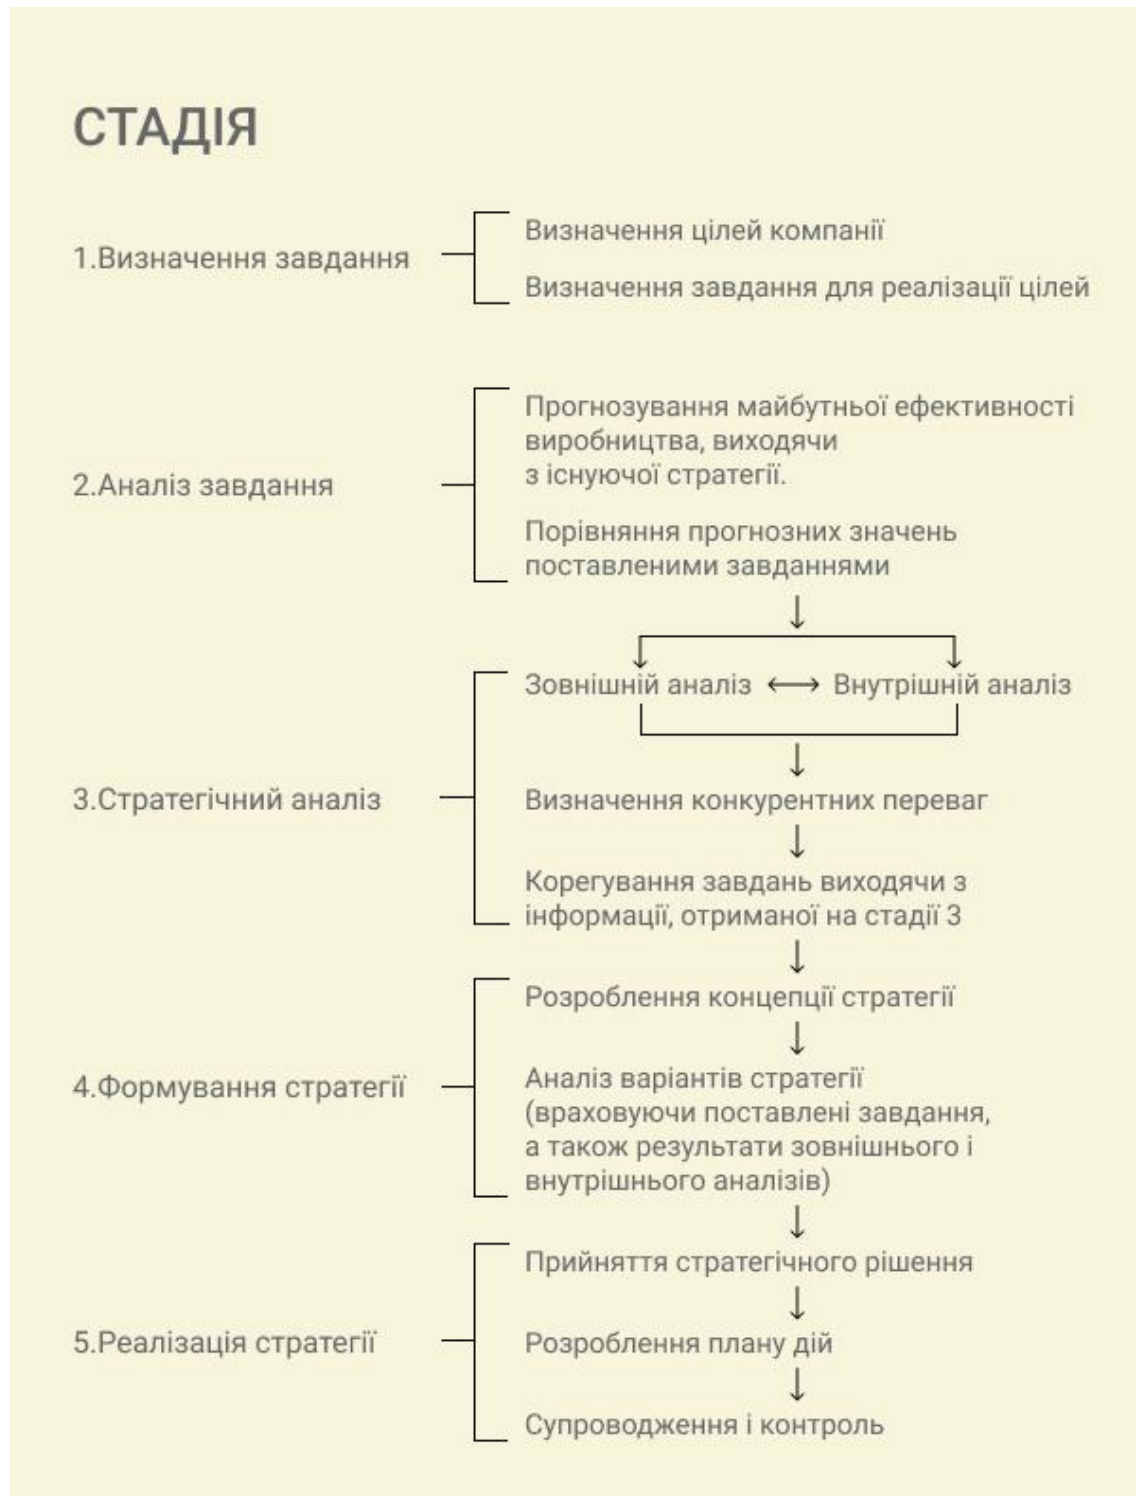 СТАДІЯ
1.Визначення завдання
Визначення цілей компанії
Визначення завдання для реалізації цілей
2.Аналіз завдання
Прогнозування майбутньої ефективності
виробництва, виходячи
з існуючої стратегії.
Порівняння прогнозних значень
поставленими завданнями
3.Стратегічний аналіз
Зовнішній аналіз ⟷ Внутрішній аналіз
Визначення конкурентних переваг
Корегування завдань виходячи з
інформації, отриманої на стадії 3
4.Формування стратегії
Розроблення концепції стратегії
Аналіз варіантів стратегії
(враховуючи поставлені завдання,
а також результати зовнішнього і
внутрішнього аналізів)
5.Реалізація стратегії
Прийняття стратегічного рішення
Розроблення плану дій
Супроводження і контроль